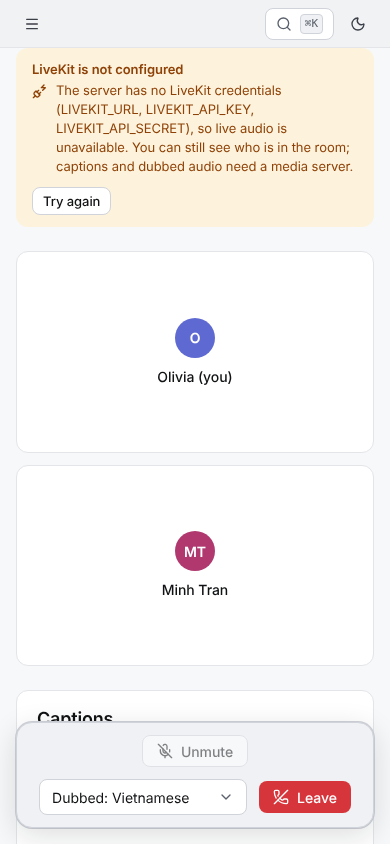 ⌘K
LiveKit is not configured
The server has no LiveKit credentials
(LIVEKIT_URL, LIVEKIT_API_KEY,
LIVEKIT_API_SECRET), so live audio is
unavailable. You can still see who is in the room;
captions and dubbed audio need a media server.
Try again
O
Olivia (you)
MT
Minh Tran
Captions
Unmute
Dubbed: Vietnamese
Leave